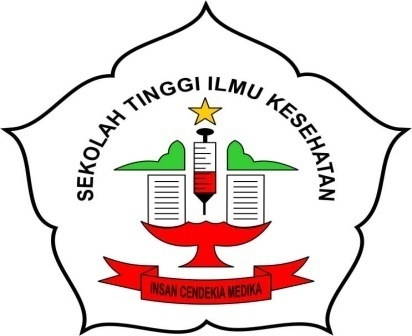 SEKOLAH TINGGI ILMU KESEHATAN
INSAN CENDEKIA MEDIKA